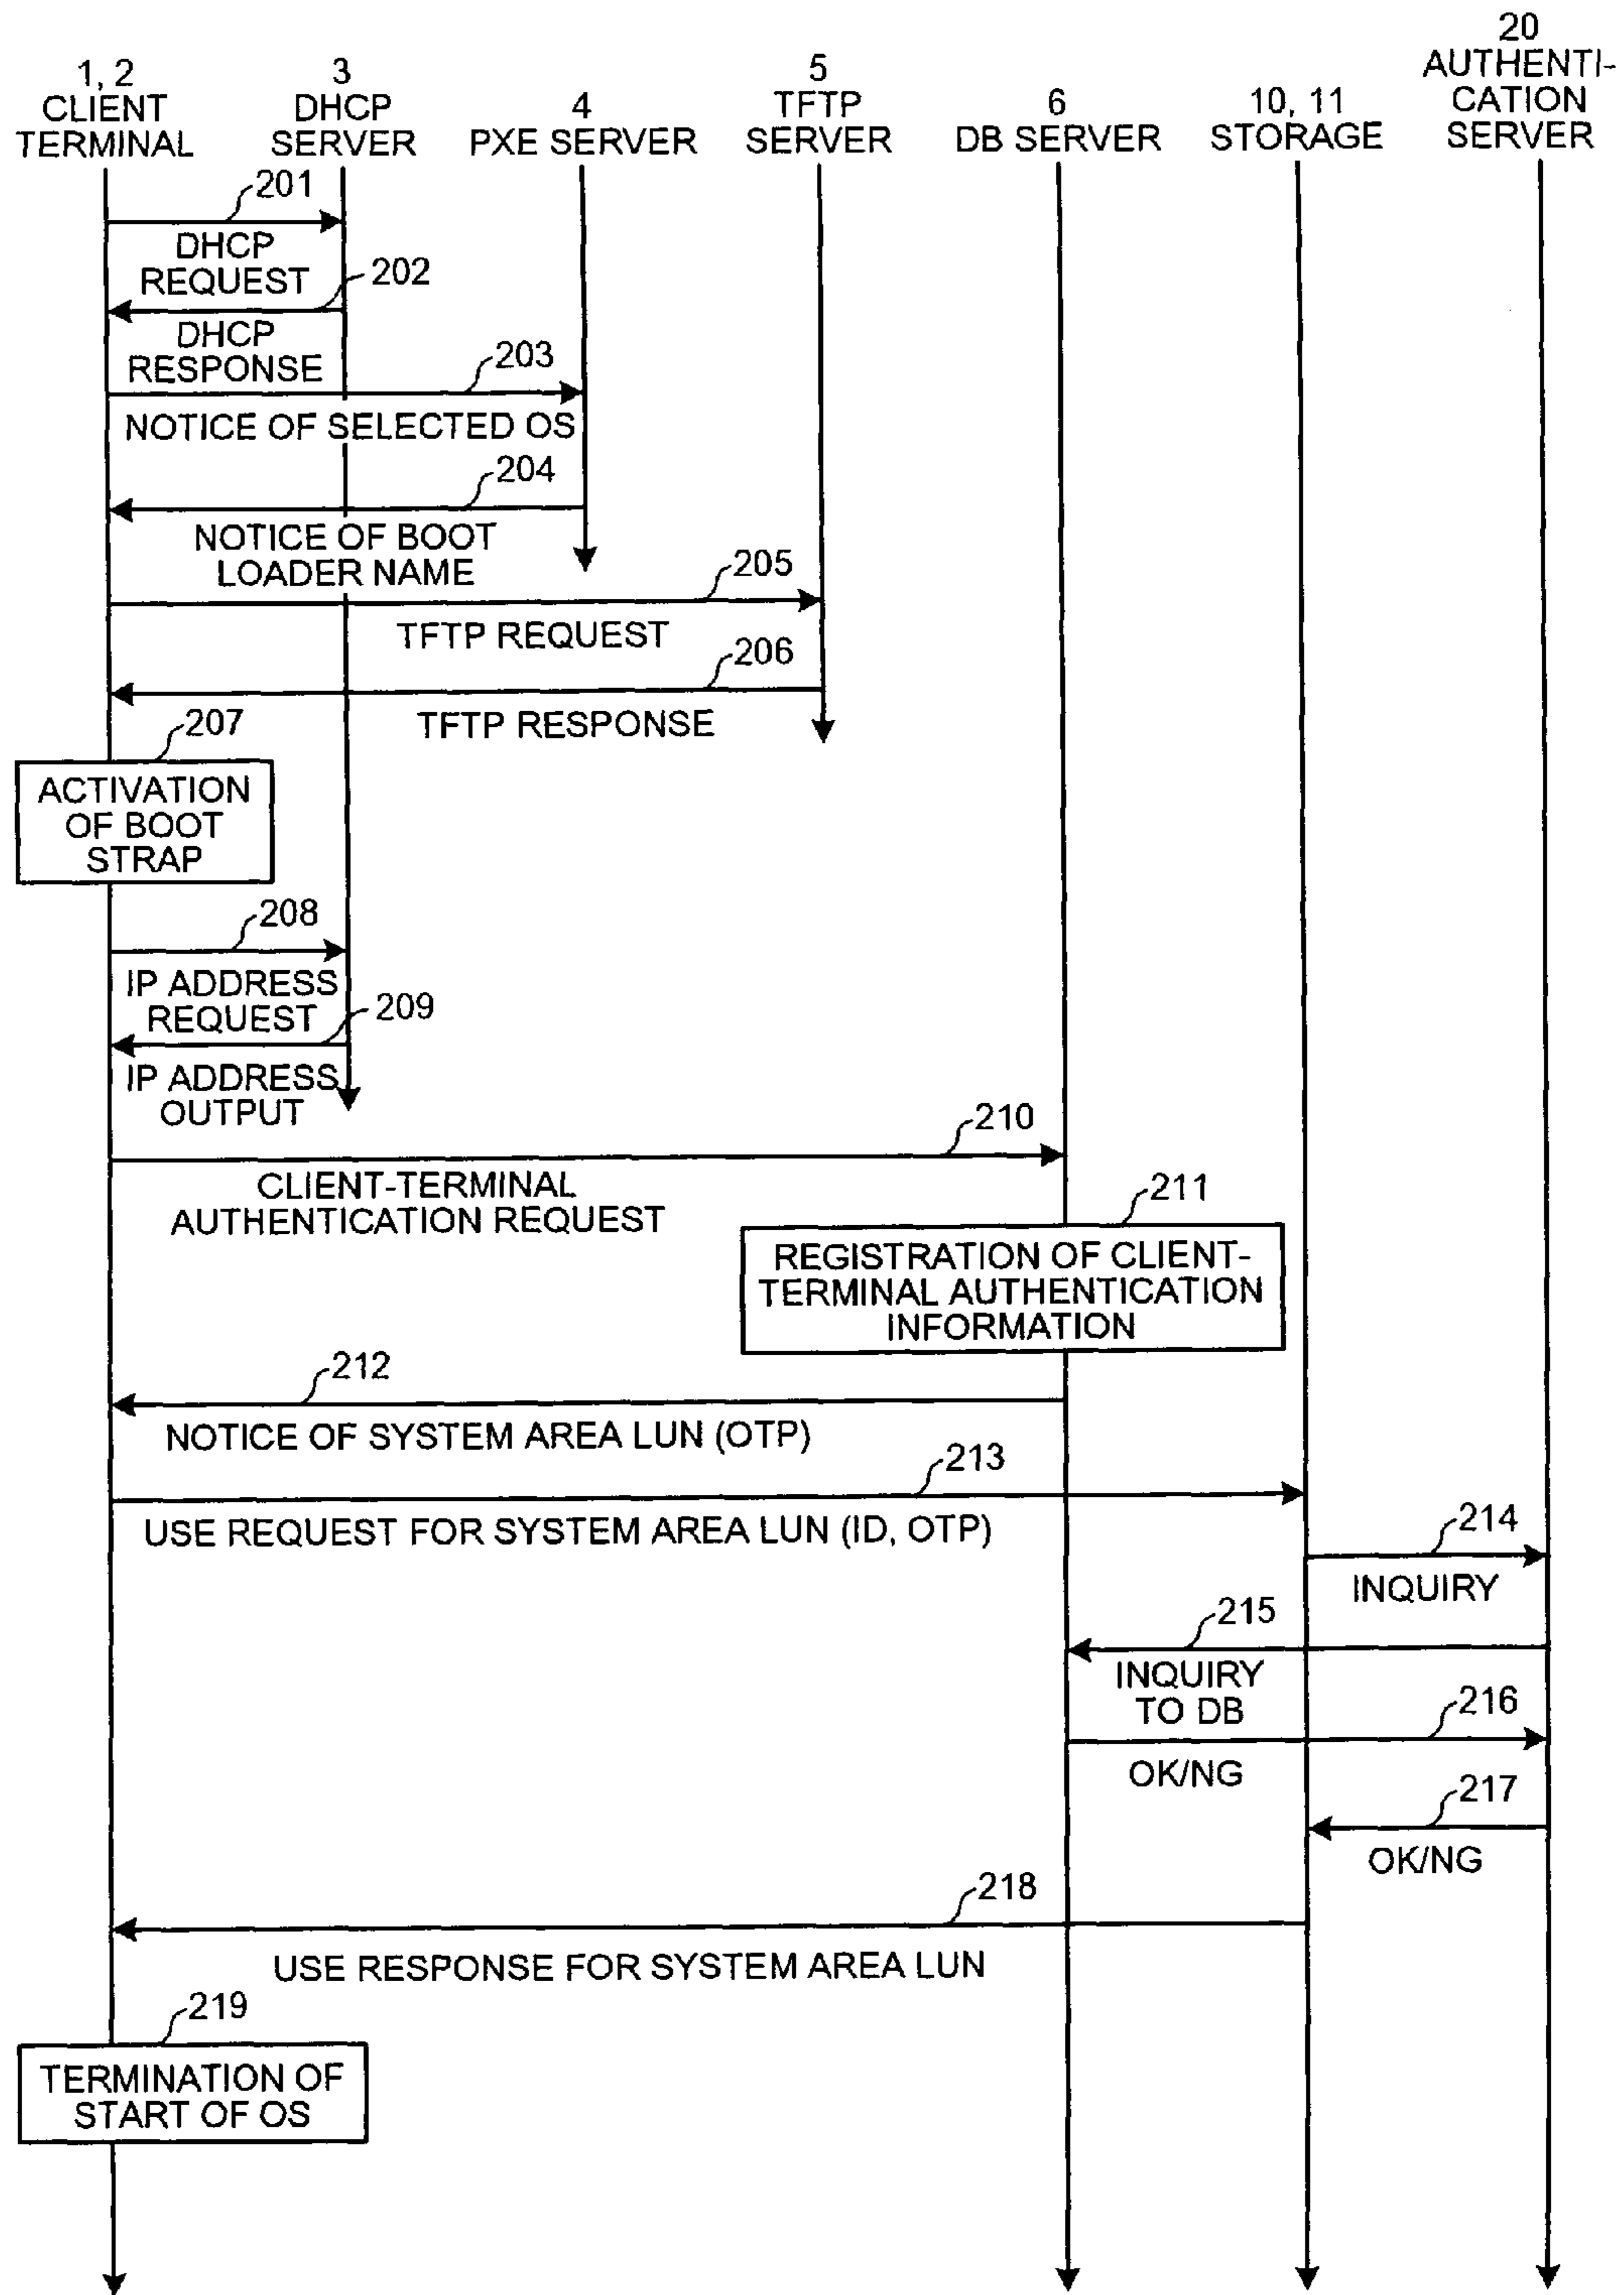 1, 2
CLIENT
TERMINAL
3
DHCP
SERVER
4
PXE SERVER
5
TFTP
SERVER
6
DB SERVER
10, 11
STORAGE
20
AUTHENTI-
CATION
SERVER
201
DHCP
REQUEST
202
DHCP
RESPONSE
203
NOTICE OF SELECTED OS
204
NOTICE OF BOOT
LOADER NAME
205
TFTP REQUEST
206
TFTP RESPONSE
207
ACTIVATION
OF BOOT
STRAP
208
IP ADDRESS
REQUEST
209
IP ADDRESS
OUTPUT
210
CLIENT-TERMINAL
AUTHENTICATION REQUEST
211
REGISTRATION OF CLIENT-
TERMINAL AUTHENTICATION
INFORMATION
212
NOTICE OF SYSTEM AREA LUN (OTP)
213
USE REQUEST FOR SYSTEM AREA LUN (ID, OTP)
214
INQUIRY
215
INQUIRY
TO DB
216
OK/NG
217
OK/NG
218
USE RESPONSE FOR SYSTEM AREA LUN
219
TERMINATION OF
START OF OS